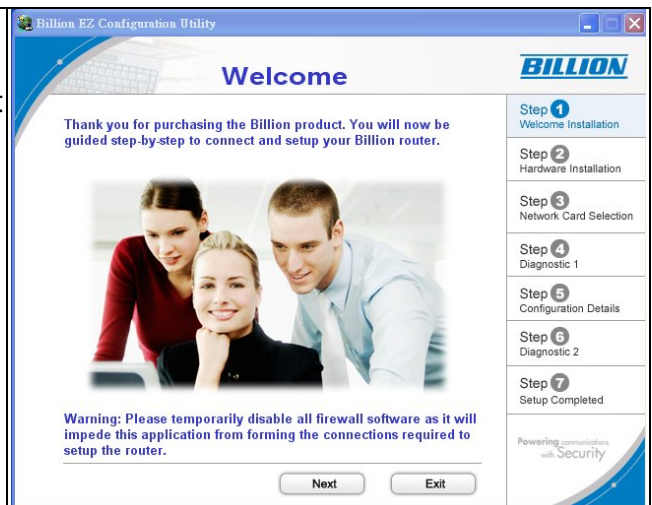 Billion EZ Configuration Utility
Welcome
Thank you for purchasing the Billion product. You will now be
guided step-by-step to connect and setup your Billion router.
Warning: Please temporarily disable all firewall software as it will
impede this application from forming the connections required to
setup the router.
Next
Exit
BILLION
Step 1
Welcome Installation
Step 2
Hardware Installation
Step 3
Network Card Selection
Step 4
Diagnostic 1
Step 5
Configuration Details
Step 6
Diagnostic 2
Step 7
Setup Completed
Powering communications
with Security